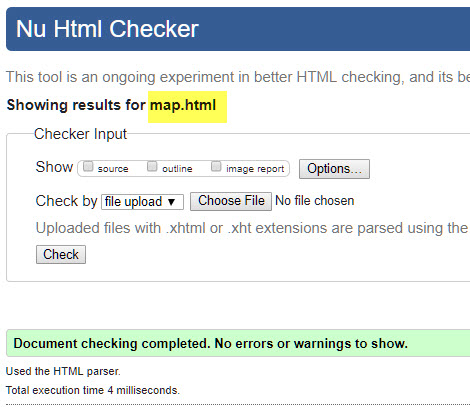 Nu Html Checker
This tool is an ongoing experiment in better HTML checking, and its be
Showing results for map.html
Checker Input
Show source outline image report Options...
Check by file upload ▼ Choose File No file chosen
Uploaded files with .xhtml or .xht extensions are parsed using the
Check
Document checking completed. No errors or warnings to show.
Used the HTML parser.
Total execution time 4 milliseconds.